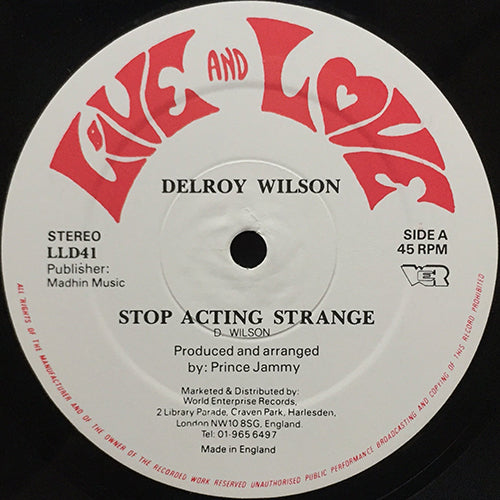 LIVE AND LOVE
DELROY WILSON
STEREO
LLD41
Publisher:
Madhin Music
SIDE A
45 RPM
WER
STOP ACTING STRANGE
D. WILSON
Produced and arranged
by: Prince Jammy
Marketed & Distributed by:
World Enterprise Records,
2 Library Parade, Craven Park, Harlesden,
London NW10 8SG, England.
Tel: 01-965 6497
Made in England
ALL RIGHTS OF THE MANUFACTURER AND OF THE OWNER OF THE RECORDED WORK RESERVED UNAUTHORISED PUBLIC PERFORMANCE BROADCASTING AND COPYING OF THIS RECORD PROHIBITED